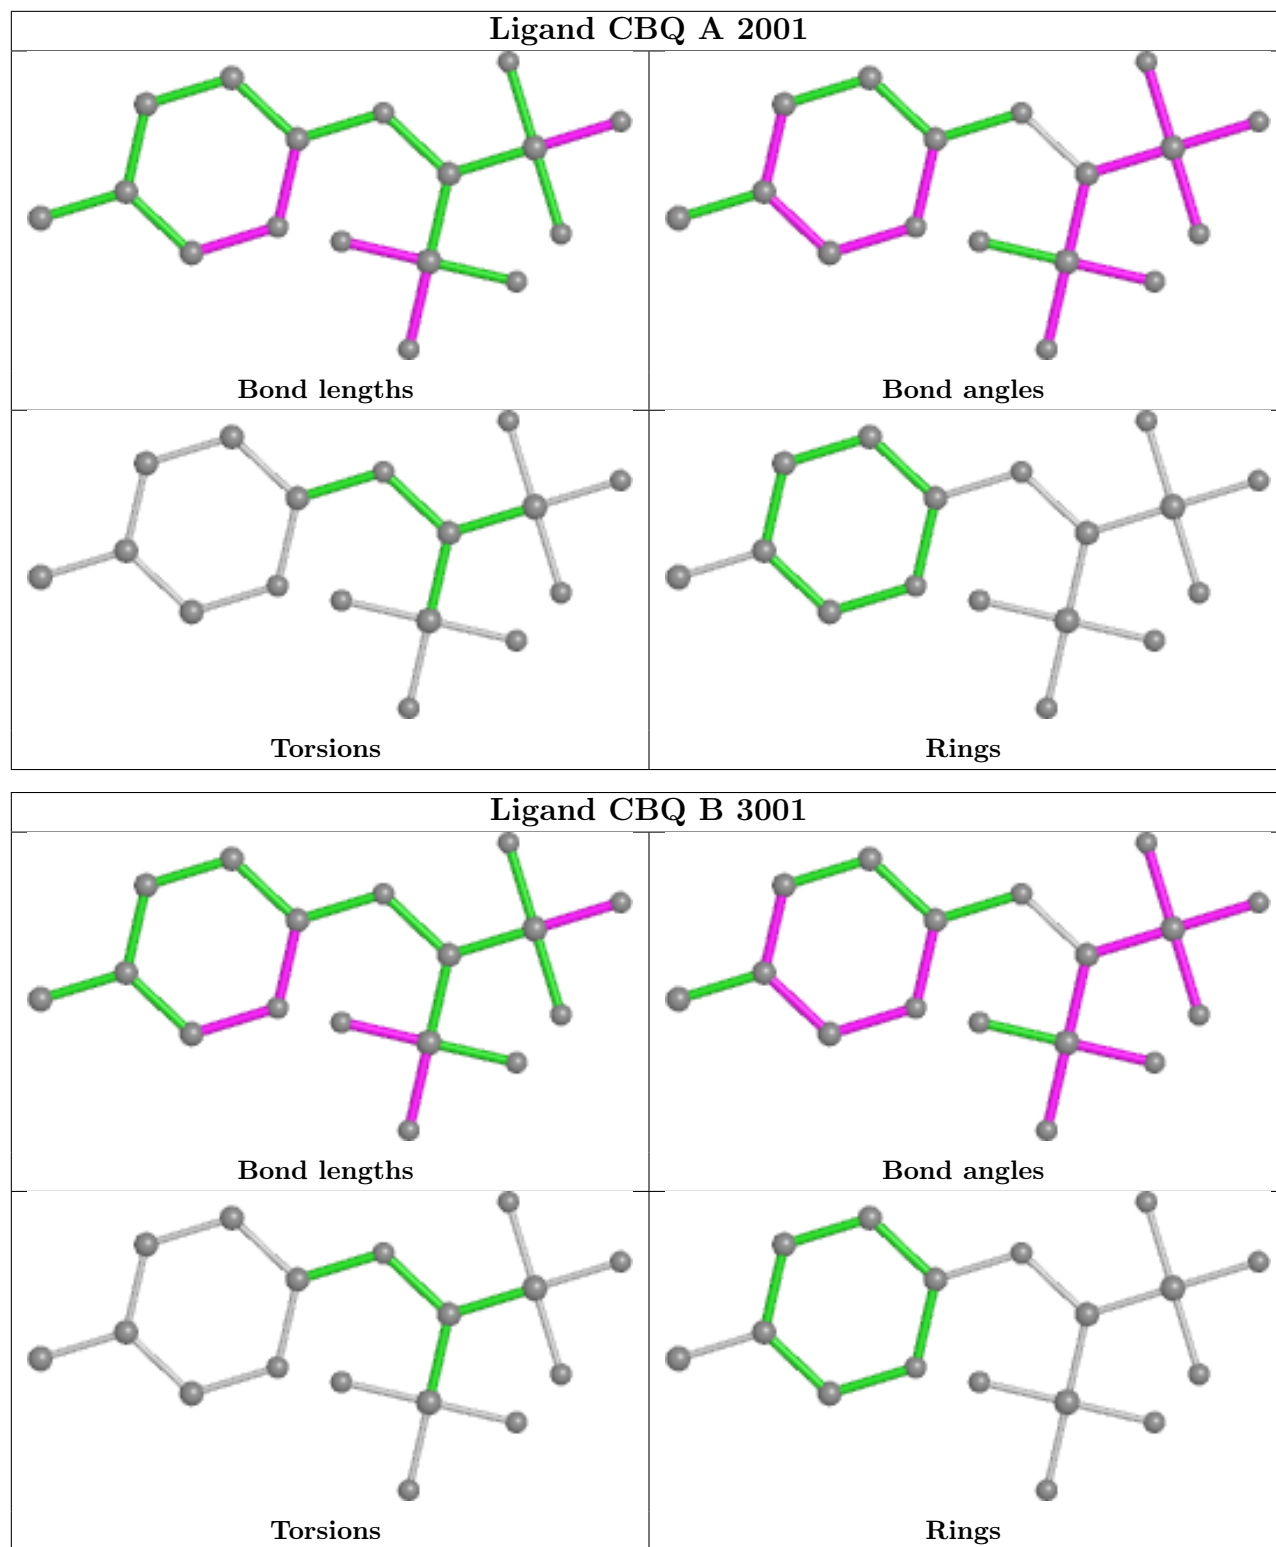 Ligand CBQ A 2001
Bond lengths
Bond angles
Torsions
Rings
Ligand CBQ B 3001
Bond lengths
Bond angles
Torsions
Rings